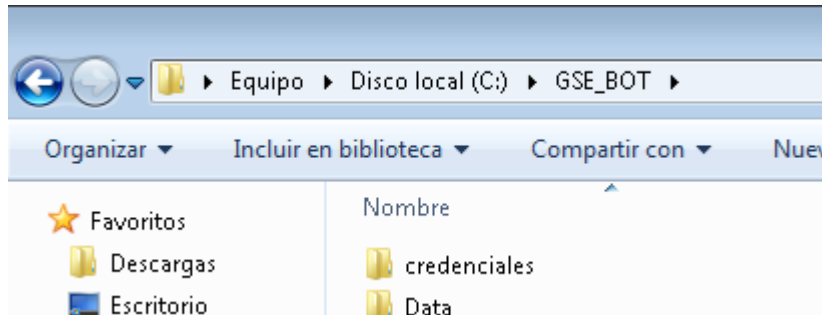 Equipo Disco local (C:) GSE_BOT
Organizar Incluir en biblioteca Compartir con
Favoritos Nombre
Descargas credenciales
Escritorio Data